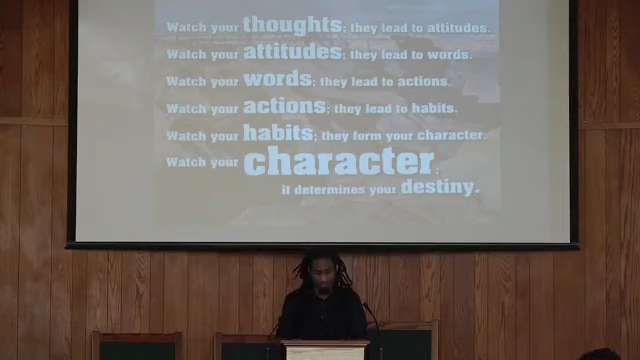 Watch your thoughts; they lead to attitudes.
Watch your attitudes; they lead to words.
Watch your words; they lead to actions.
Watch your actions; they lead to habits.
Watch your habits; they form your character.
Watch your character;
it determines your destiny.